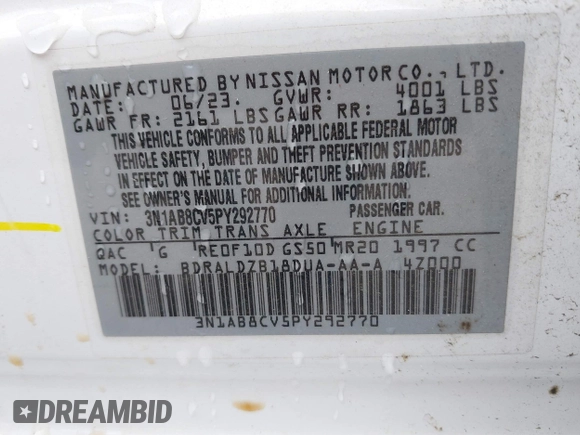 MANUFACTURED BY NISSAN MOTOR CO., LTD.
DATE: 06/23. GVWR: 4001 LBS
GAWR FR: 2161 LBS GAWR RR: 1863 LBS
THIS VEHICLE CONFORMS TO ALL APPLICABLE FEDERAL MOTOR
VEHICLE SAFETY, BUMPER AND THEFT PREVENTION STANDARDS
IN EFFECT ON THE DATE OF MANUFACTURE SHOWN ABOVE.
SEE OWNER'S MANUAL FOR ADDITIONAL INFORMATION.
VIN: 3N1AB8CV5PY292770 PASSENGER CAR.
COLOR TRIM TRANS AXLE ENGINE
QAC G RE0F10D GS50 MR20 1997 CC
MODEL: BDRALDZB18DUA-AA-A 4Z000
3N1AB8CV5PY292770
DREAMBID